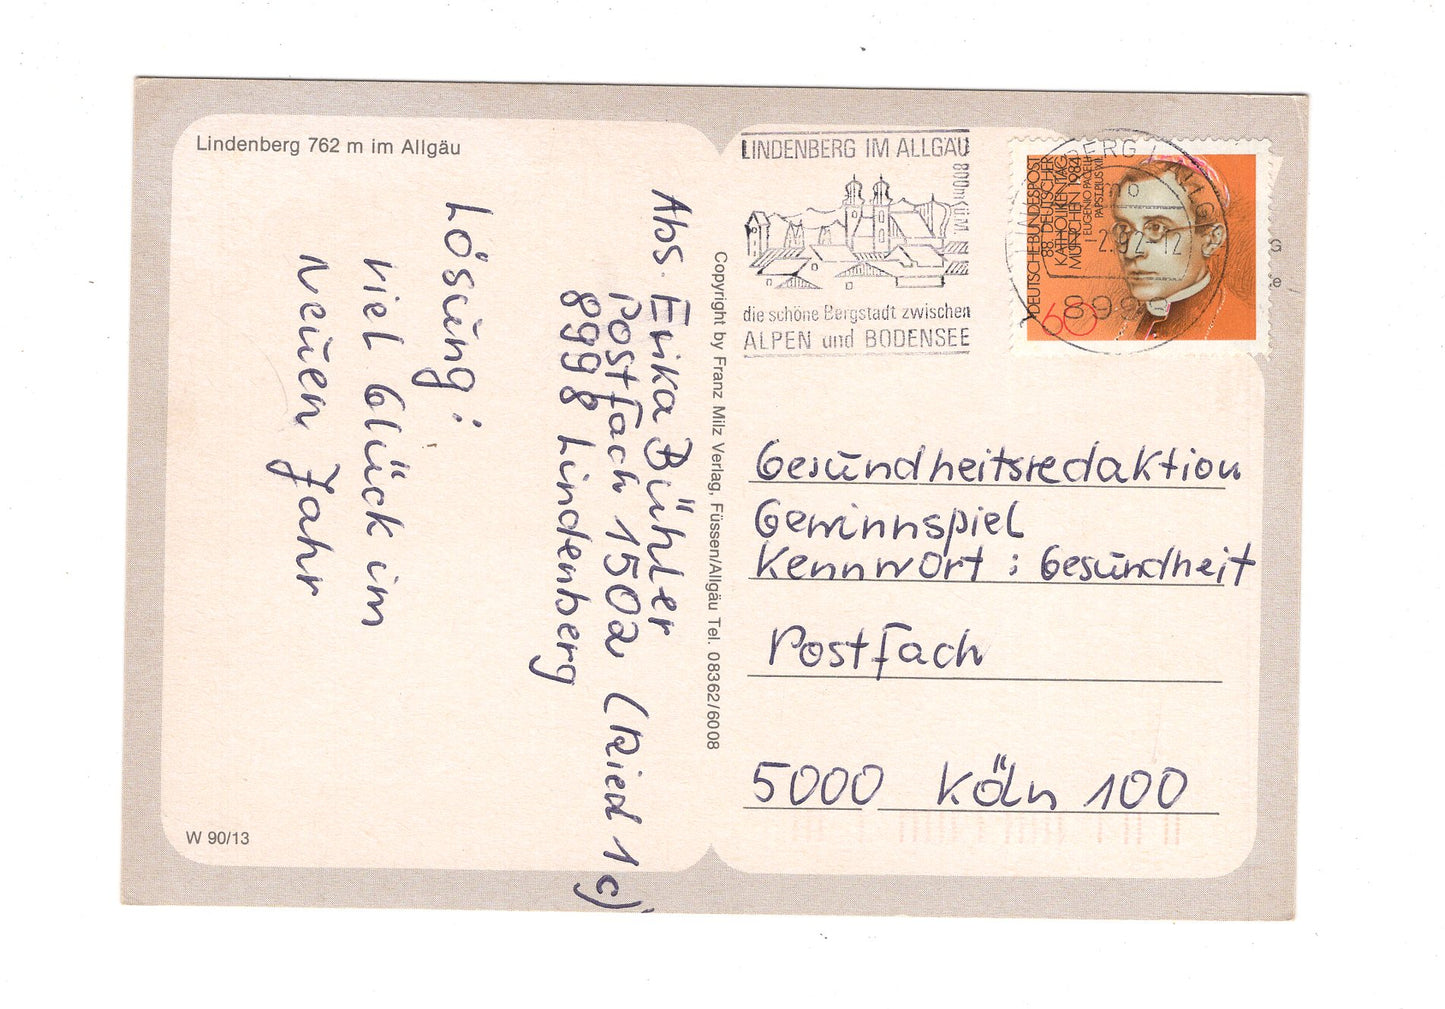 Lindenberg 762 m im Allgäu
Lösung:
Viel Glück im
Neuen Jahr
Abs. Erika Bühler
Postfach 1502 (Ried 1c)
8998 Lindenberg
W 90/13
Copyright by Franz Milz Verlag, Füssen/Allgäu Tel. 08362/6008
LINDENBERG IM ALLGÄU
800m ü.M.
die schöne Bergstadt zwischen
ALPEN und BODENSEE
DEUTSCHE BUNDESPOST
88. DEUTSCHER
KATHOLIKENTAG
MÜNCHEN 1984
EUGENIO PACELLI
PAPST PIUS XII.
60
8998
Gesundheitsredaktion
Gewinnspiel
Kennwort: Gesundheit
Postfach
5000 Köln 100